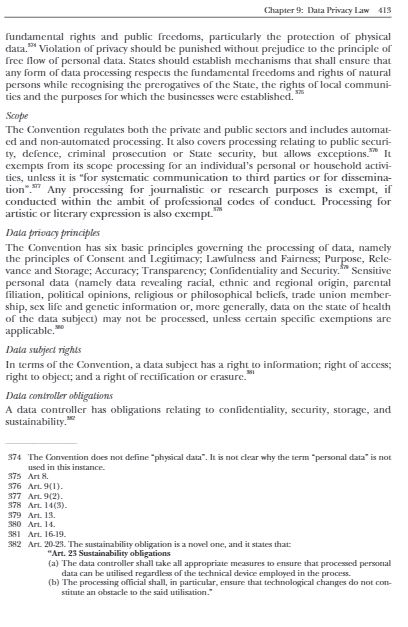 Chapter 9: Data Privacy Law 413
fundamental rights and public freedoms, particularly the protection of physical
data.374 Violation of privacy should be punished without prejudice to the principle of
free flow of personal data. States should establish mechanisms that shall ensure that
any form of data processing respects the fundamental freedoms and rights of natural
persons while recognising the prerogatives of the State, the rights of local communi-
ties and the purposes for which the businesses were established. 375
Scope
The Convention regulates both the private and public sectors and includes automat-
ed and non-automated processing. It also covers processing relating to public securi-
ty, defence, criminal prosecution or State security, but allows exceptions.376 It
exempts from its scope processing for an individual's personal or household activi-
ties, unless it is “for systematic communication to third parties or for dissemina-
tion”.377 Any processing for journalistic or research purposes is exempt, if
conducted within the ambit of professional codes of conduct. Processing for
artistic or literary expression is also exempt.378
Data privacy principles
The Convention has six basic principles governing the processing of data, namely
the principles of Consent and Legitimacy; Lawfulness and Fairness; Purpose, Rele-
vance and Storage; Accuracy; Transparency; Confidentiality and Security.379 Sensitive
personal data (namely data revealing racial, ethnic and regional origin, parental
filiation, political opinions, religious or philosophical beliefs, trade union member-
ship, sex life and genetic information or, more generally, data on the state of health
of the data subject) may not be processed, unless certain specific exemptions are
applicable.380
Data subject rights
In terms of the Convention, a data subject has a right to information; right of access;
right to object; and a right of rectification or erasure.381
Data controller obligations
A data controller has obligations relating to confidentiality, security, storage, and
sustainability.382
374 The Convention does not define “physical data”. It is not clear why the term “personal data” is not
used in this instance.
375 Art 8.
376 Art. 9(1).
377 Art. 9(2).
378 Art. 14(3).
379 Art. 13.
380 Art. 14.
381 Art. 16-19.
382 Art. 20-23. The sustainability obligation is a novel one, and it states that:
“Art. 23 Sustainability obligations
(a) The data controller shall take all appropriate measures to ensure that processed personal
data can be utilised regardless of the technical device employed in the process.
(b) The processing official shall, in particular, ensure that technological changes do not con-
stitute an obstacle to the said utilisation.”